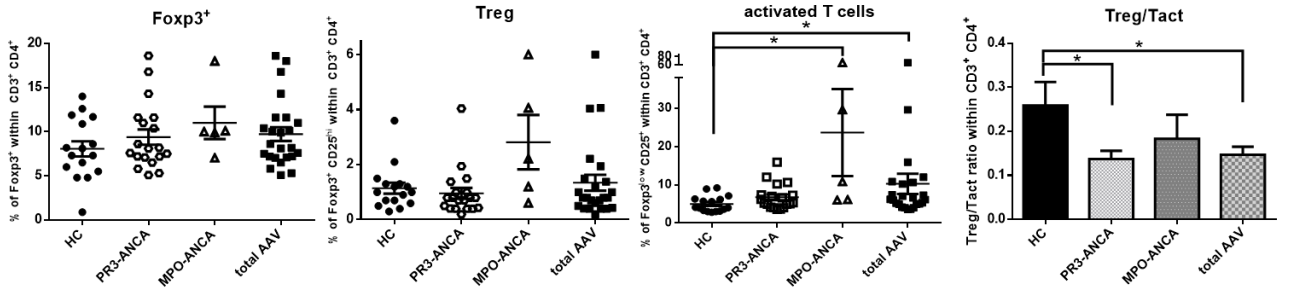 Foxp3⁺
% of Foxp3⁺ within CD3⁺ CD4⁺
20
15
10
5
0
HC
PR3-ANCA
MPO-ANCA
total AAV
Treg
% of Foxp3⁺ CD25ʰⁱ within CD3⁺ CD4⁺
6
4
2
0
HC
PR3-ANCA
MPO-ANCA
total AAV
activated T cells
% of Foxp3ˡᵒʷ CD25⁺ within CD3⁺ CD4⁺
80
60
30
20
10
0
*
*
HC
PR3-ANCA
MPO-ANCA
total AAV
Treg/Tact
Treg/Tact ratio within CD3⁺ CD4⁺
0.4
0.3
0.2
0.1
0.0
*
*
HC
PR3-ANCA
MPO-ANCA
total AAV